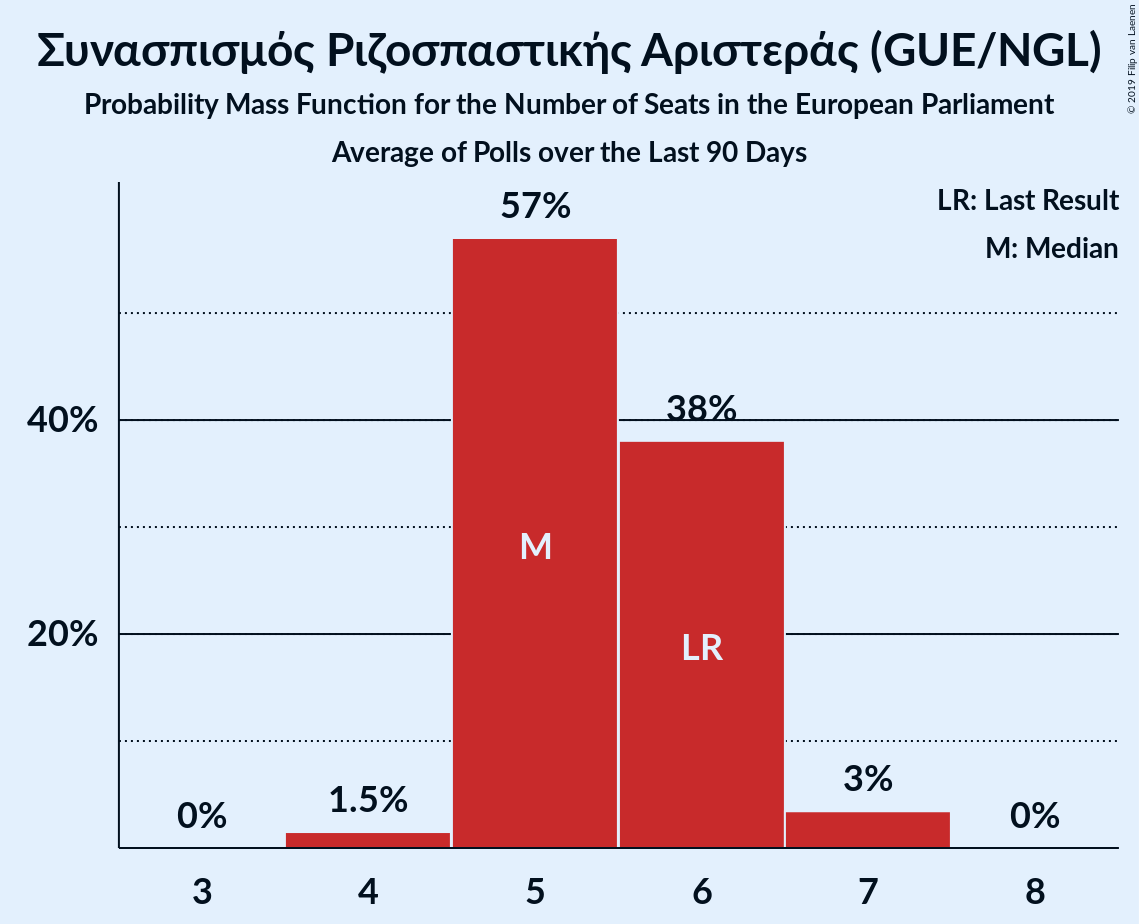 Συνασπισμός Ριζοσπαστικής Αριστεράς (GUE/NGL)
Probability Mass Function for the Number of Seats in the European Parliament
Average of Polls over the Last 90 Days
© 2019 Filip van Laenen
LR: Last Result
M: Median
57%
38%
40%
M
LR
20%
0%
1.5%
3%
0%
3 4 5 6 7 8